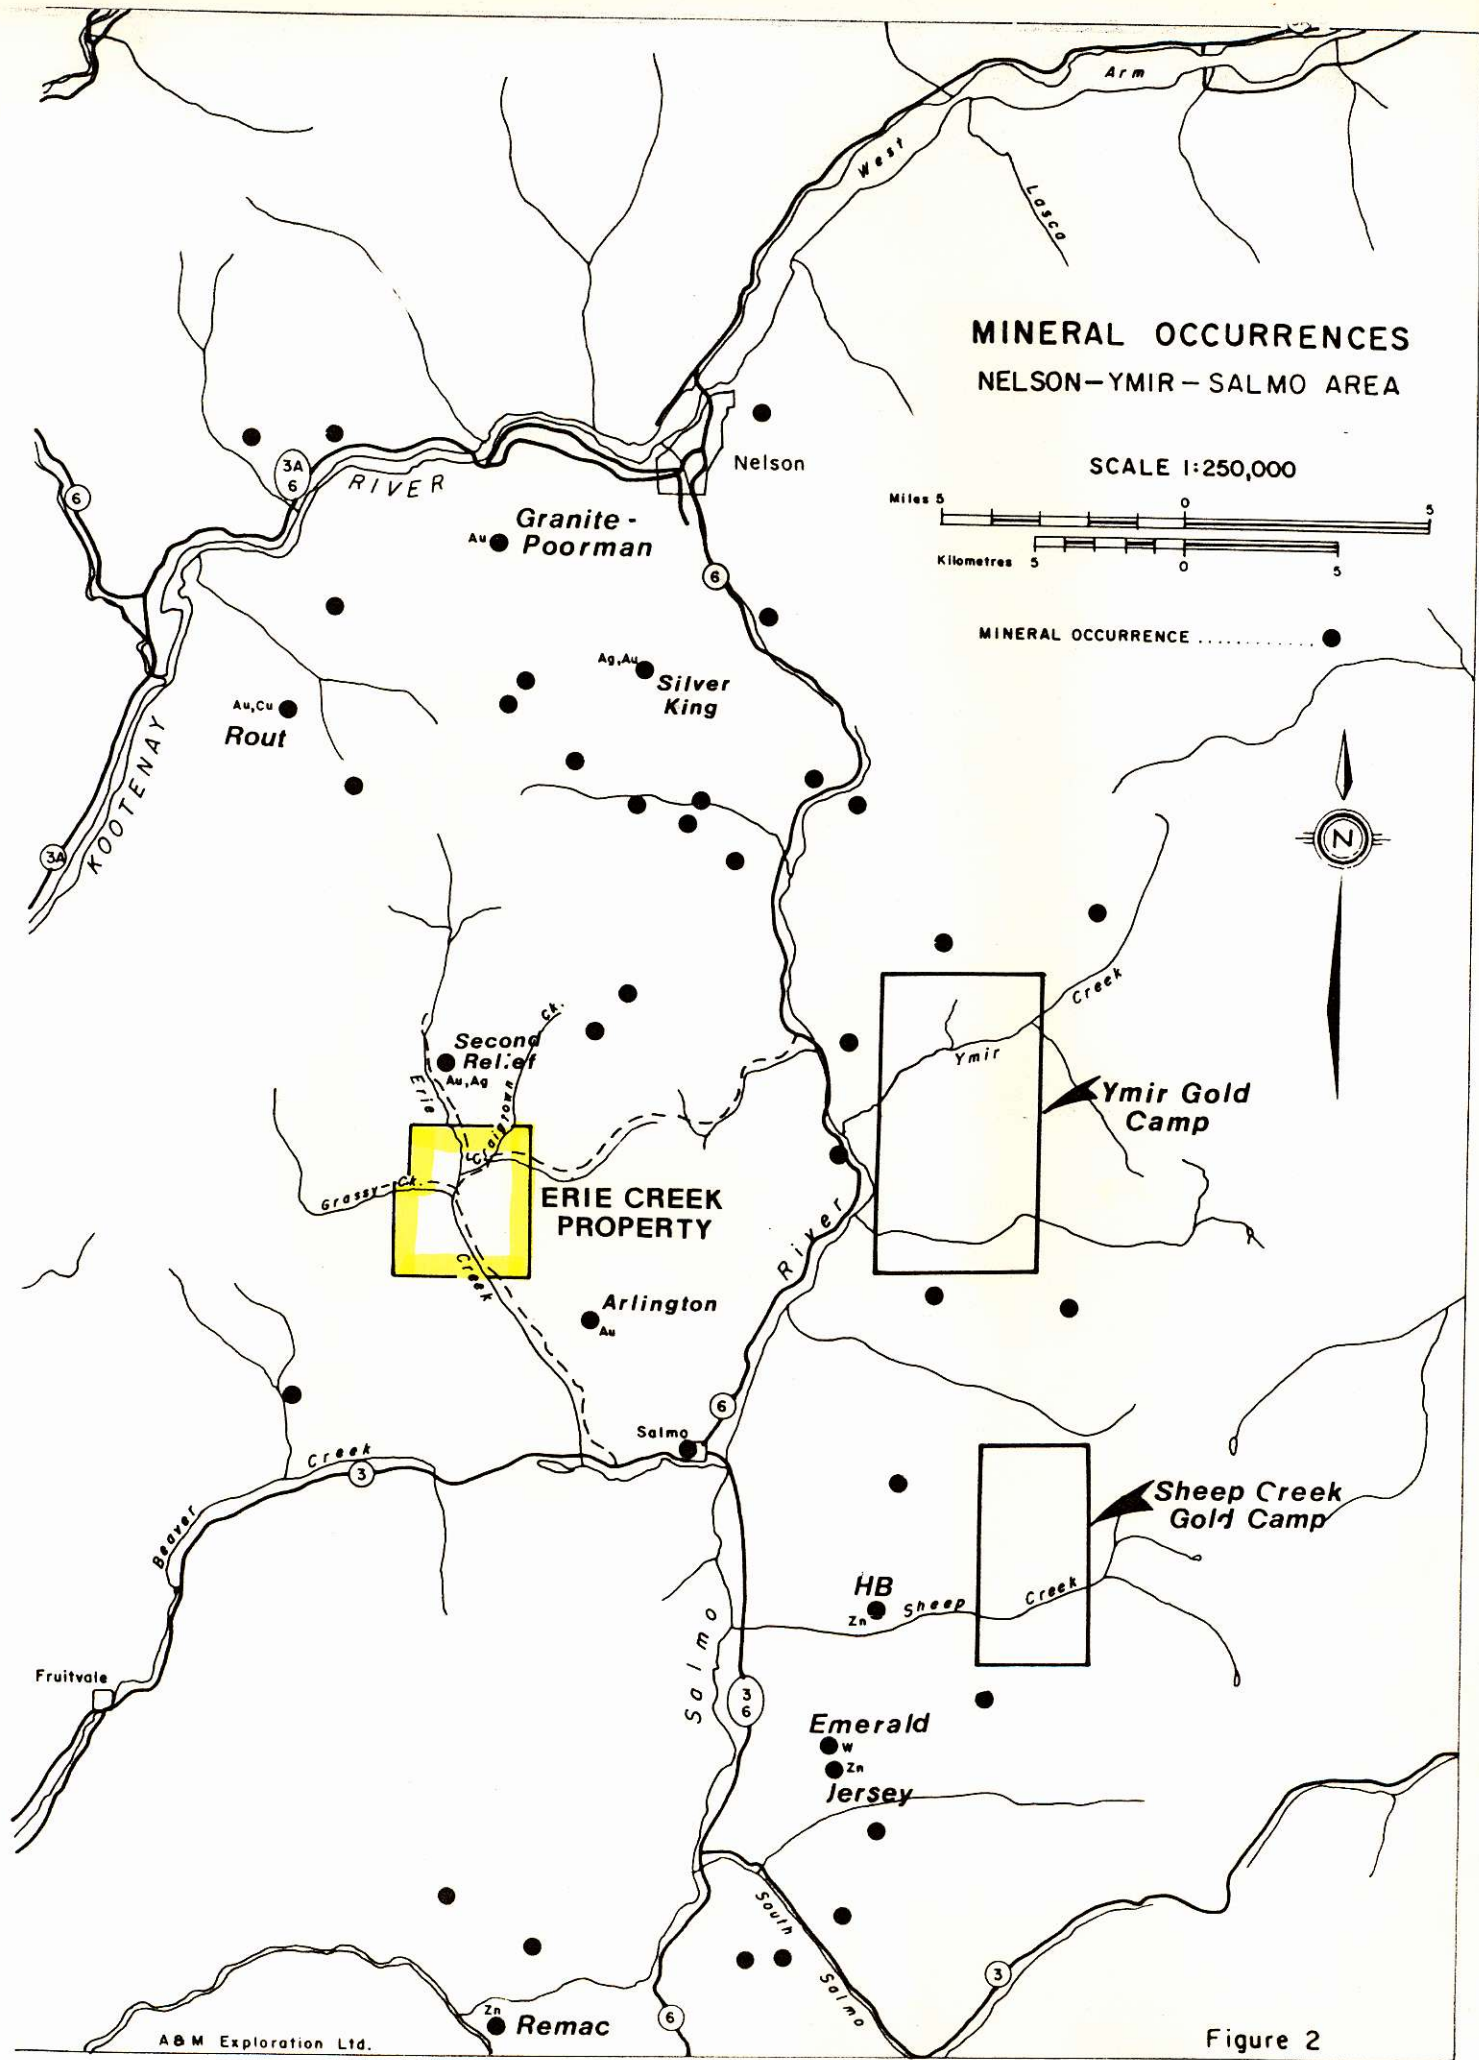 Arm
West
Lasca
MINERAL OCCURRENCES
NELSON-YMIR-SALMO AREA
SCALE 1:250,000
Miles 5 0 5
Kilometres 5 0 5
MINERAL OCCURRENCE ............
N
Nelson
3A
6
RIVER
6
Granite -
Poorman
Au
6
Ag,Au
Silver
King
Au,Cu
Rout
KOOTENAY
3A
Creek
Ymir
Ymir Gold
Camp
Ck.
Second
Relief
Au,Ag
Erie
Craigtown
Grassy Ck.
ERIE CREEK
PROPERTY
Creek
River
Arlington
Au
6
Salmo
Creek
3
Beaver
Sheep Creek
Gold Camp
HB
Zn
Sheep Creek
Salmo
Fruitvale
3
6
Emerald
W
Zn
Jersey
South
Salmo
3
6
Zn
Remac
A&M Exploration Ltd.
Figure 2